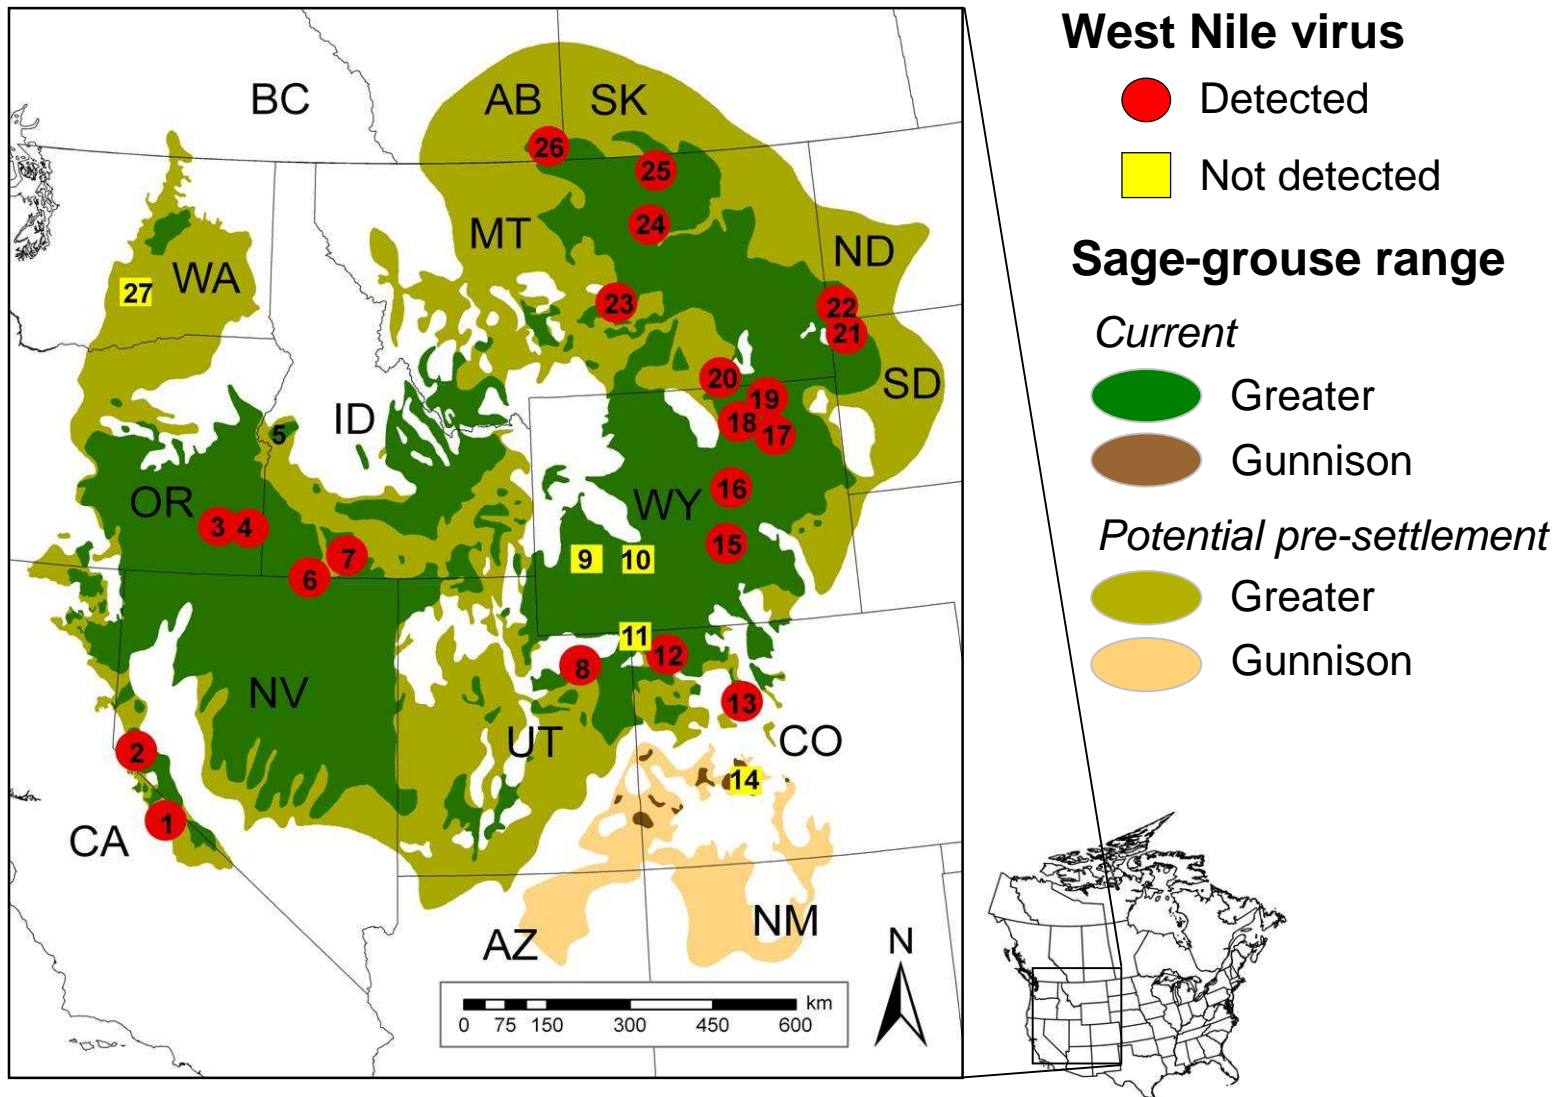 BC
AB
SK
26
25
24
MT
ND
WA
27
23
22
21
20
SD
19
18
17
5
ID
16
WY
OR
3
4
15
7
9
10
6
11
12
8
NV
13
UT
CO
2
14
1
CA
NM
AZ
N
km
0 75 150 300 450 600
West Nile virus
Detected
Not detected
Sage-grouse range
Current
Greater
Gunnison
Potential pre-settlement
Greater
Gunnison